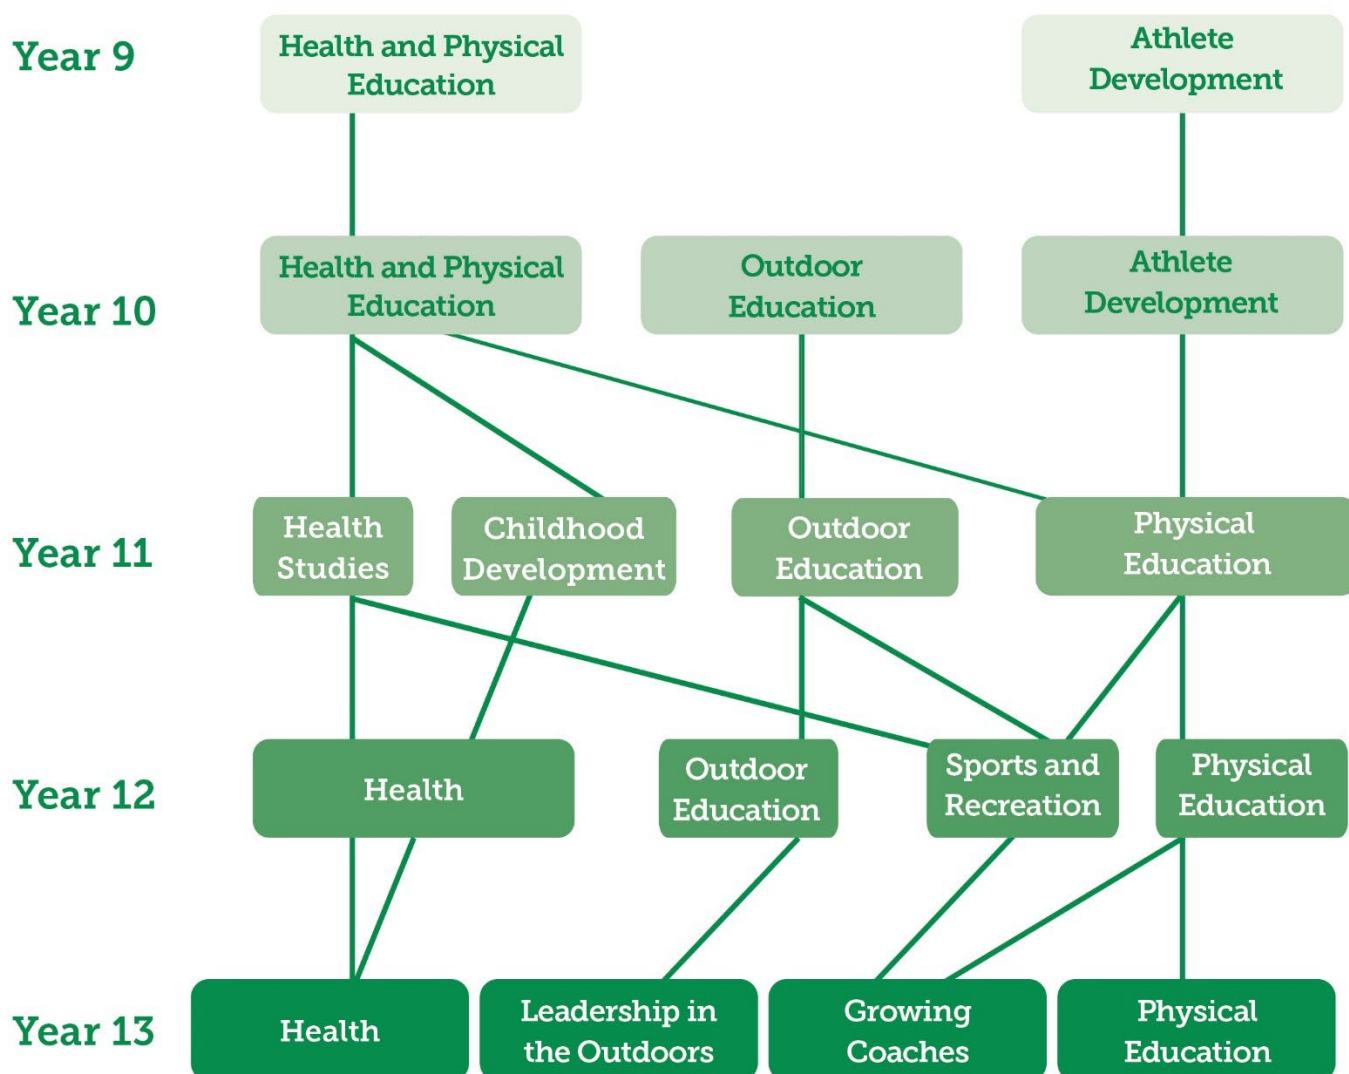 Year 9
Health and Physical
Education
Athlete
Development
Year 10
Health and Physical
Education
Outdoor
Education
Athlete
Development
Year 11
Health
Studies
Childhood
Development
Outdoor
Education
Physical
Education
Year 12
Health
Outdoor
Education
Sports and
Recreation
Physical
Education
Year 13
Health
Leadership in
the Outdoors
Growing
Coaches
Physical
Education